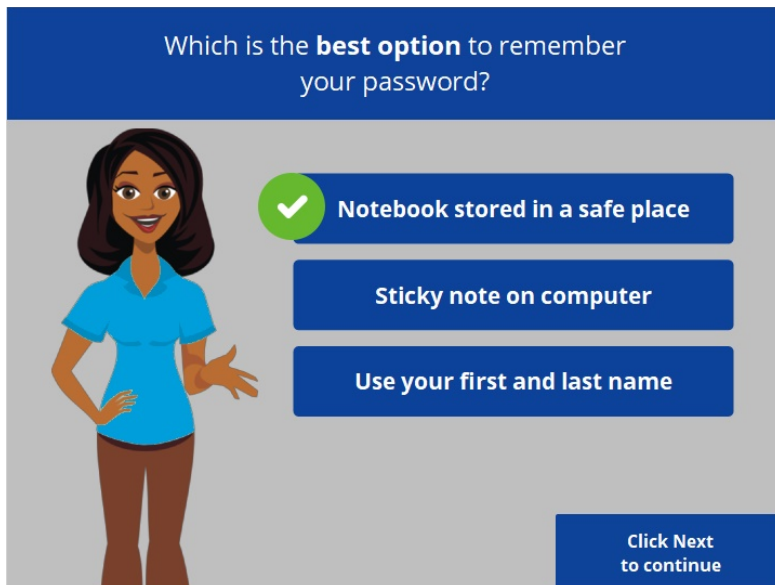 Which is the best option to remember
your password?
Notebook stored in a safe place
Sticky note on computer
Use your first and last name
Click Next
to continue